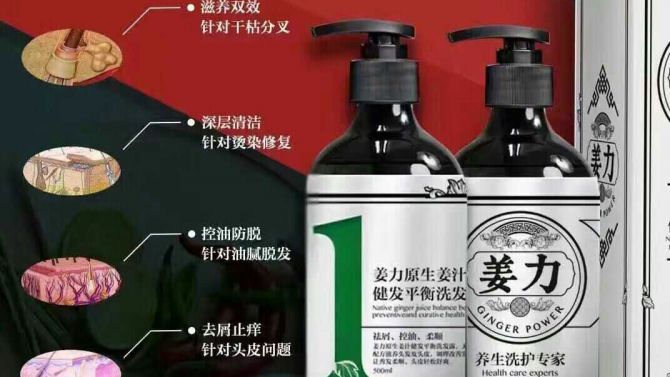 滋养双效
针对干枯分叉
深层清洁
针对烫染修复
控油防脱
针对油腻脱发
去屑止痒
针对头皮问题
1
姜力原生姜汁
健发平衡洗发
Native ginger juice balance
preventiveand curative health
祛屑、控油、柔顺
500ml
姜力
GINGER POWER
养生洗护专家
Health care experts
姜力